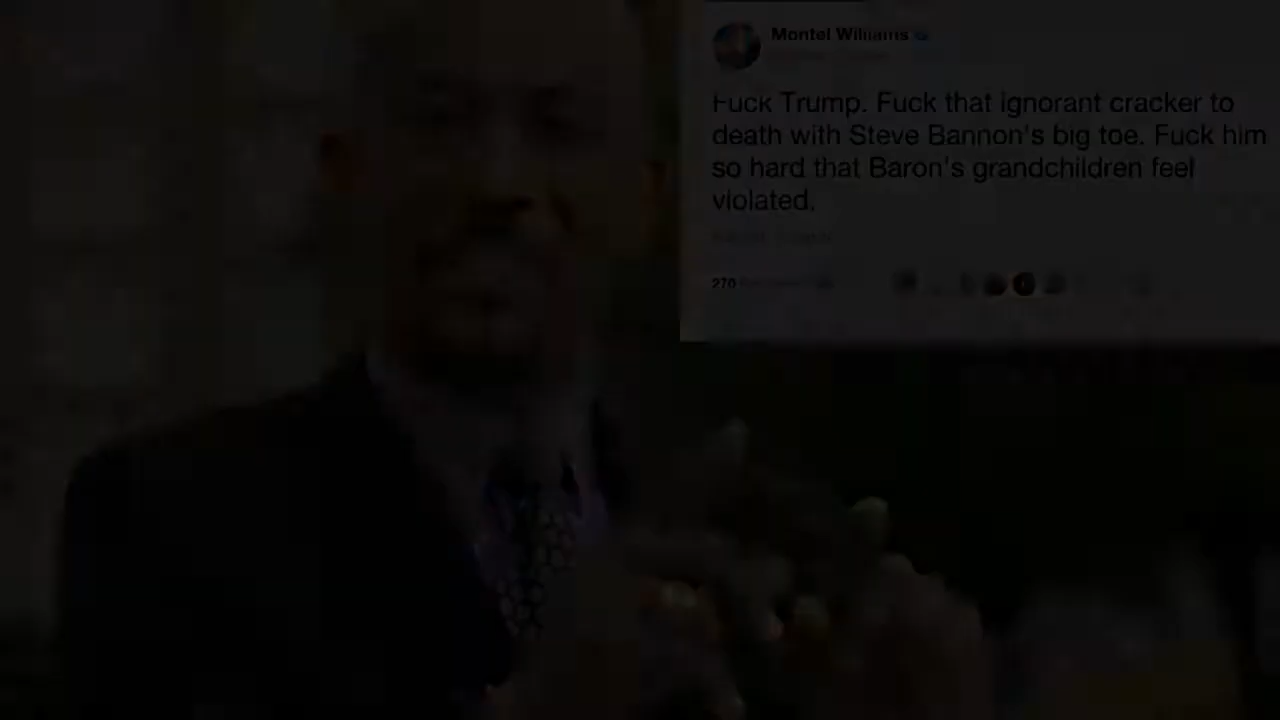 Montel Williams
Fuck Trump. Fuck that ignorant cracker to
death with Steve Bannon's big toe. Fuck him
so hard that Baron's grandchildren feel
violated.
270